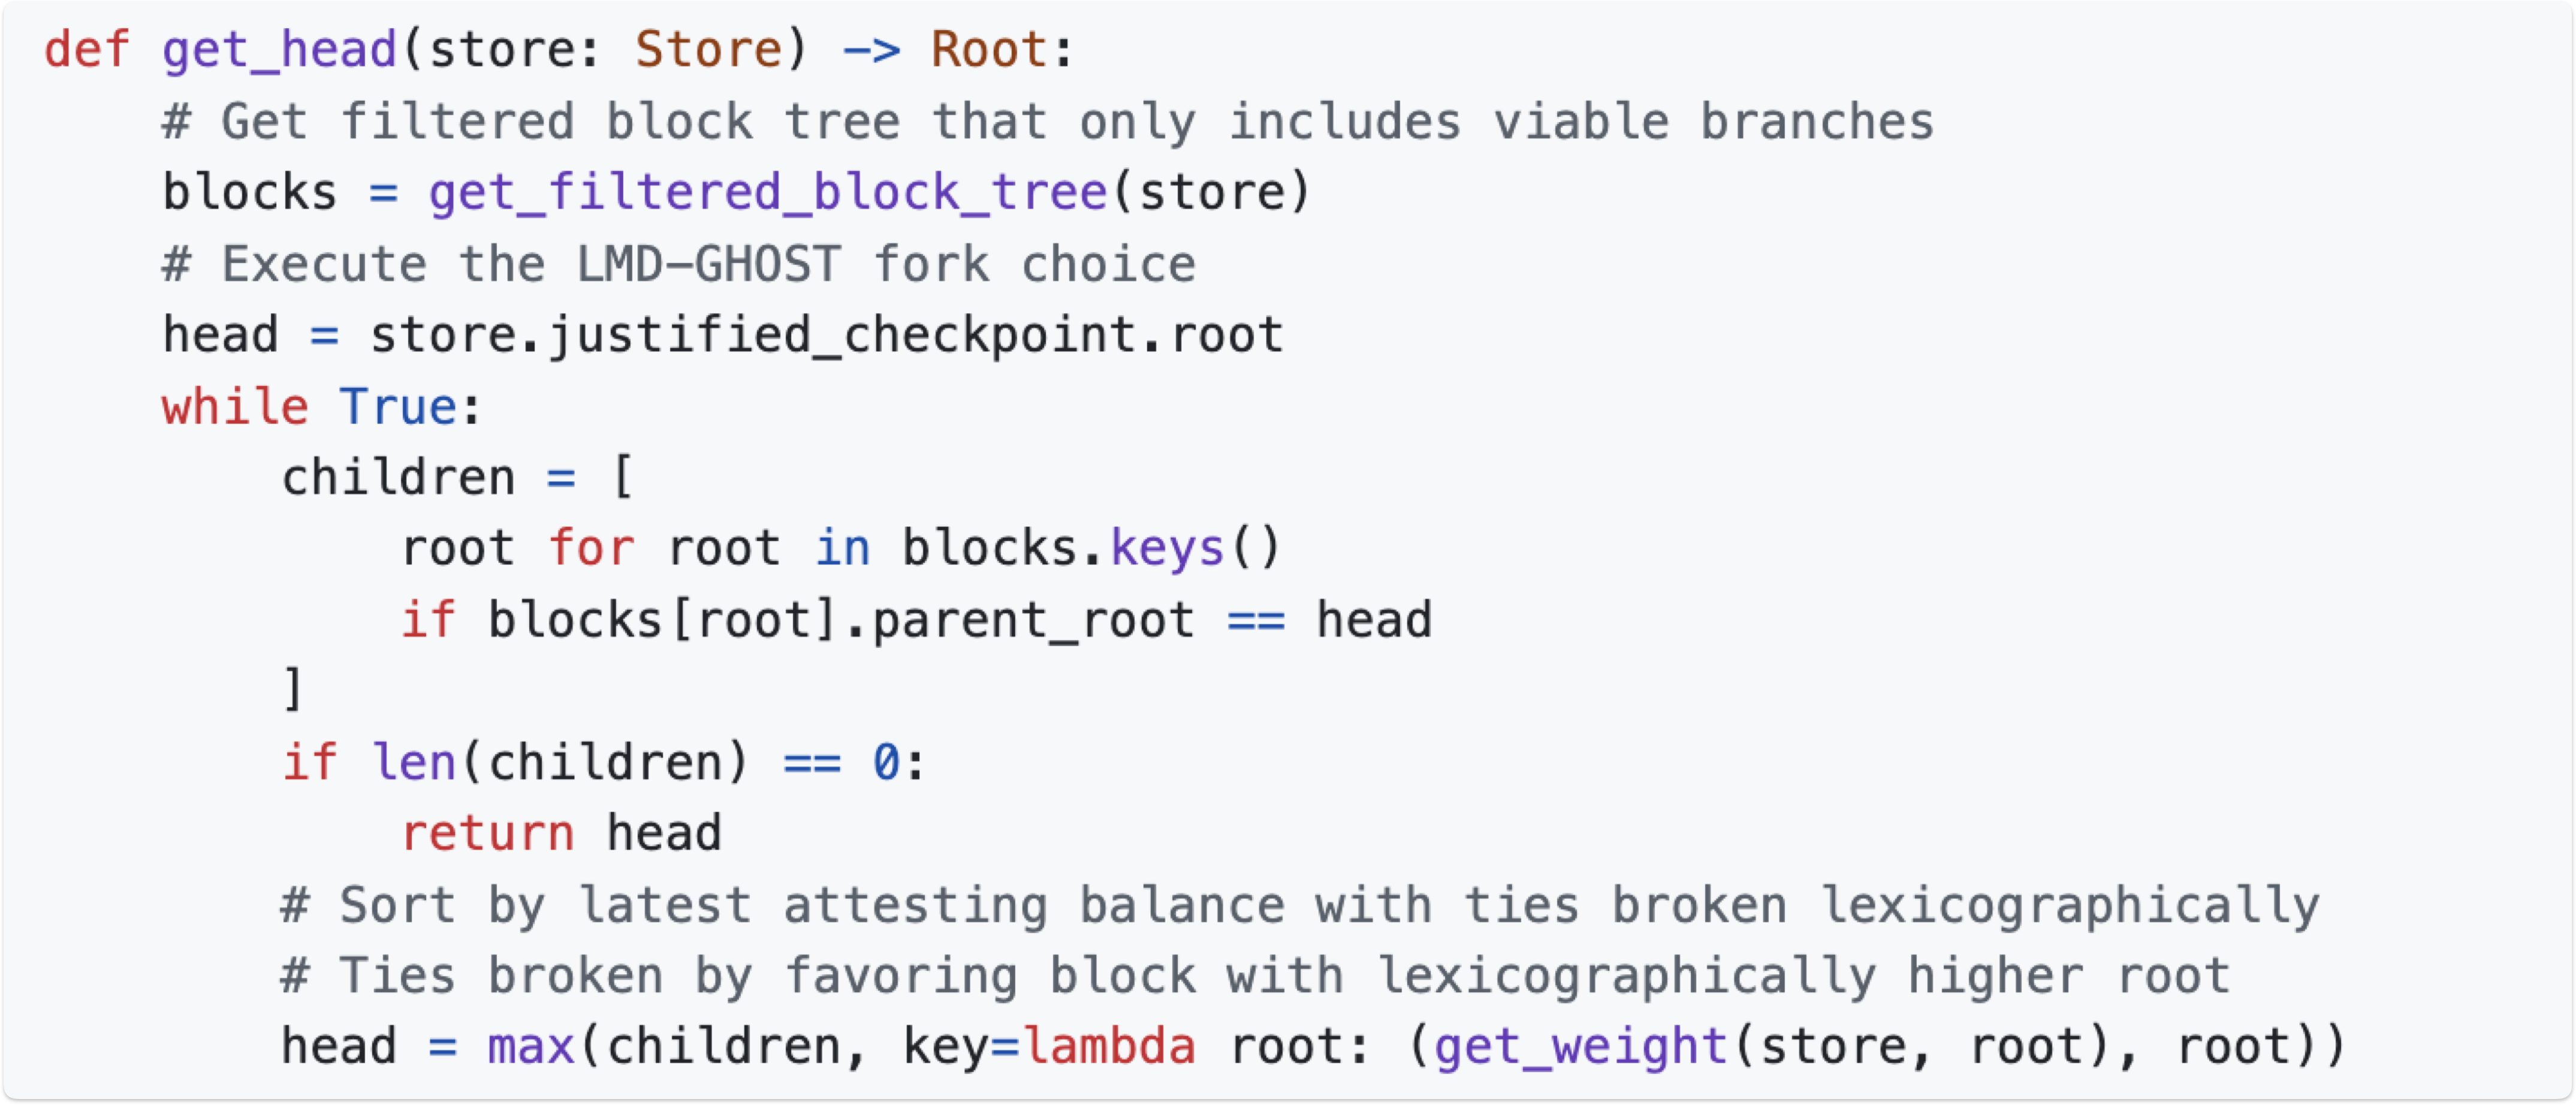 def get_head(store: Store) -> Root:
    # Get filtered block tree that only includes viable branches
    blocks = get_filtered_block_tree(store)
    # Execute the LMD-GHOST fork choice
    head = store.justified_checkpoint.root
    while True:
        children = [
            root for root in blocks.keys()
            if blocks[root].parent_root == head
        ]
        if len(children) == 0:
            return head
        # Sort by latest attesting balance with ties broken lexicographically
        # Ties broken by favoring block with lexicographically higher root
        head = max(children, key=lambda root: (get_weight(store, root), root))